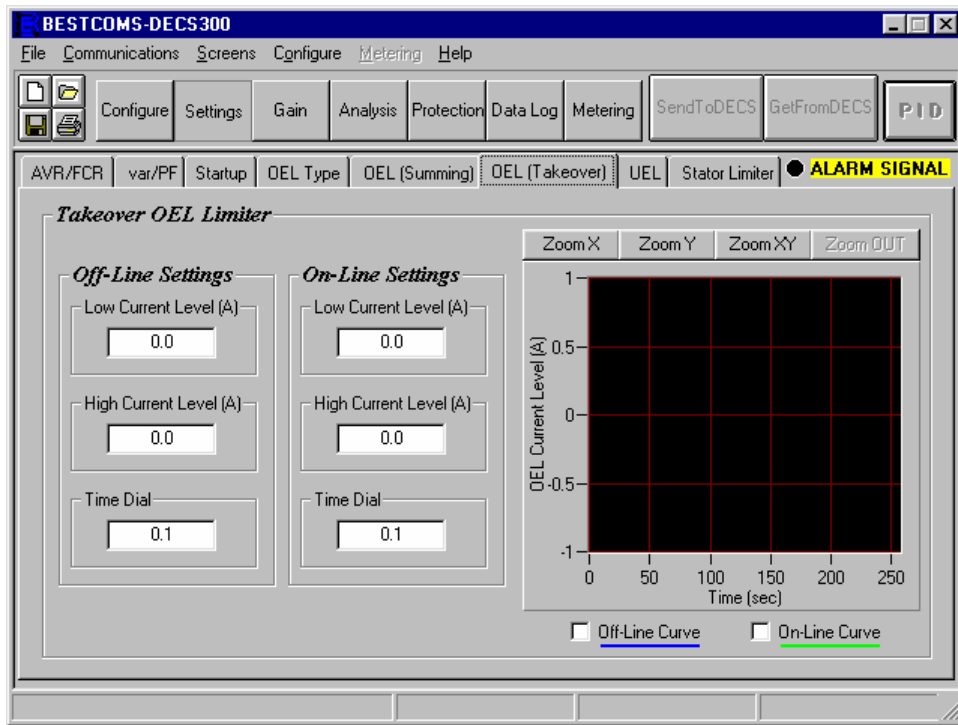 BESTCOMS-DECS300
File Communications Screens Configure Metering Help
Configure Settings Gain Analysis Protection Data Log Metering SendToDECS GetFromDECS PID
AVR/FCR var/PF Startup OEL Type OEL (Summing) OEL (Takeover) UEL Stator Limiter ALARM SIGNAL
Takeover OEL Limiter
Off-Line Settings
Low Current Level (A)
0.0
High Current Level (A)
0.0
Time Dial
0.1
On-Line Settings
Low Current Level (A)
0.0
High Current Level (A)
0.0
Time Dial
0.1
Zoom X Zoom Y Zoom XY Zoom OUT
OEL Current Level (A)
1
0.5
0
-0.5
-1
0 50 100 150 200 250
Time (sec)
Off-Line Curve On-Line Curve